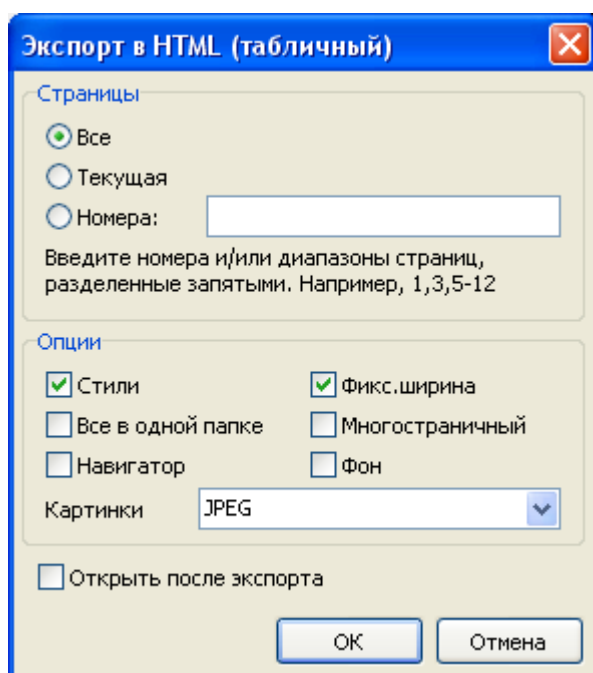 Экспорт в HTML (табличный)
Страницы
Все
Текущая
Номера:
Введите номера и/или диапазоны страниц,
разделенные запятыми. Например, 1,3,5-12
Опции
Стили
Фикс.ширина
Все в одной папке
Многостраничный
Навигатор
Фон
Картинки
JPEG
Открыть после экспорта
ОК
Отмена